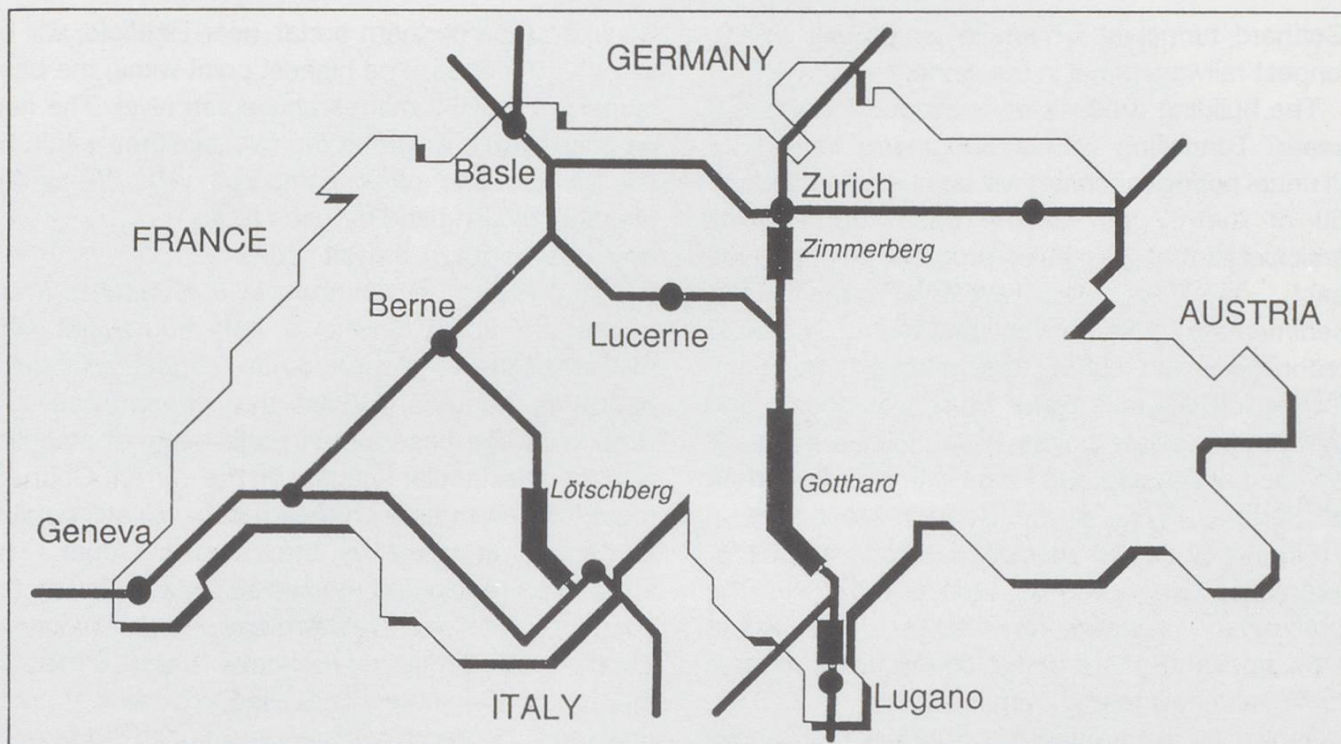 GERMANY
Basle
Zurich
FRANCE
Zimmerberg
Berne
Lucerne
AUSTRIA
Lötschberg
Gotthard
Geneva
ITALY
Lugano